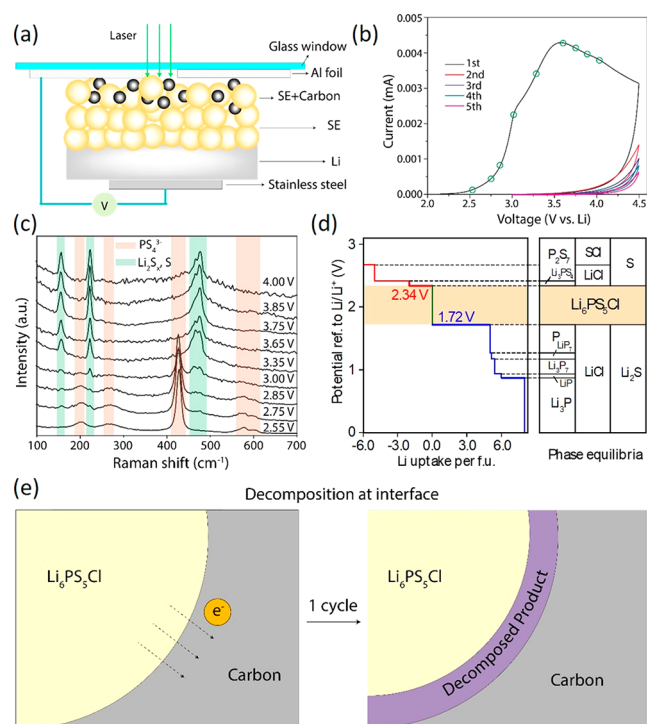 (a)
Laser
Glass window
Al foil
SE+Carbon
SE
Li
Stainless steel
V
(b)
Current (mA)
0.005
0.004
0.003
0.002
0.001
0.000
1st
2nd
3rd
4th
5th
2.0 2.5 3.0 3.5 4.0 4.5
Voltage (V vs. Li)
(c)
PS₄³⁻
Li₂Sₓ, S
Intensity (a.u.)
4.00 V
3.85 V
3.75 V
3.65 V
3.35 V
3.00 V
2.85 V
2.75 V
2.55 V
100 200 300 400 500 600 700
Raman shift (cm⁻¹)
(d)
Potential ref. to Li/Li⁺ (V)
3
2
1
0
2.34 V
1.72 V
-6.0 -3.0 0.0 3.0 6.0
Li uptake per f.u.
P₂S₇
SCl
S
Li₃PS₄
LiCl
Li₆PS₅Cl
P
LiP₇
Li₃P₇
LiP
Li₃P
LiCl
Li₂S
Phase equilibria
(e)
Decomposition at interface
Li₆PS₅Cl
e⁻
Carbon
1 cycle
Li₆PS₅Cl
Decomposed Product
Carbon